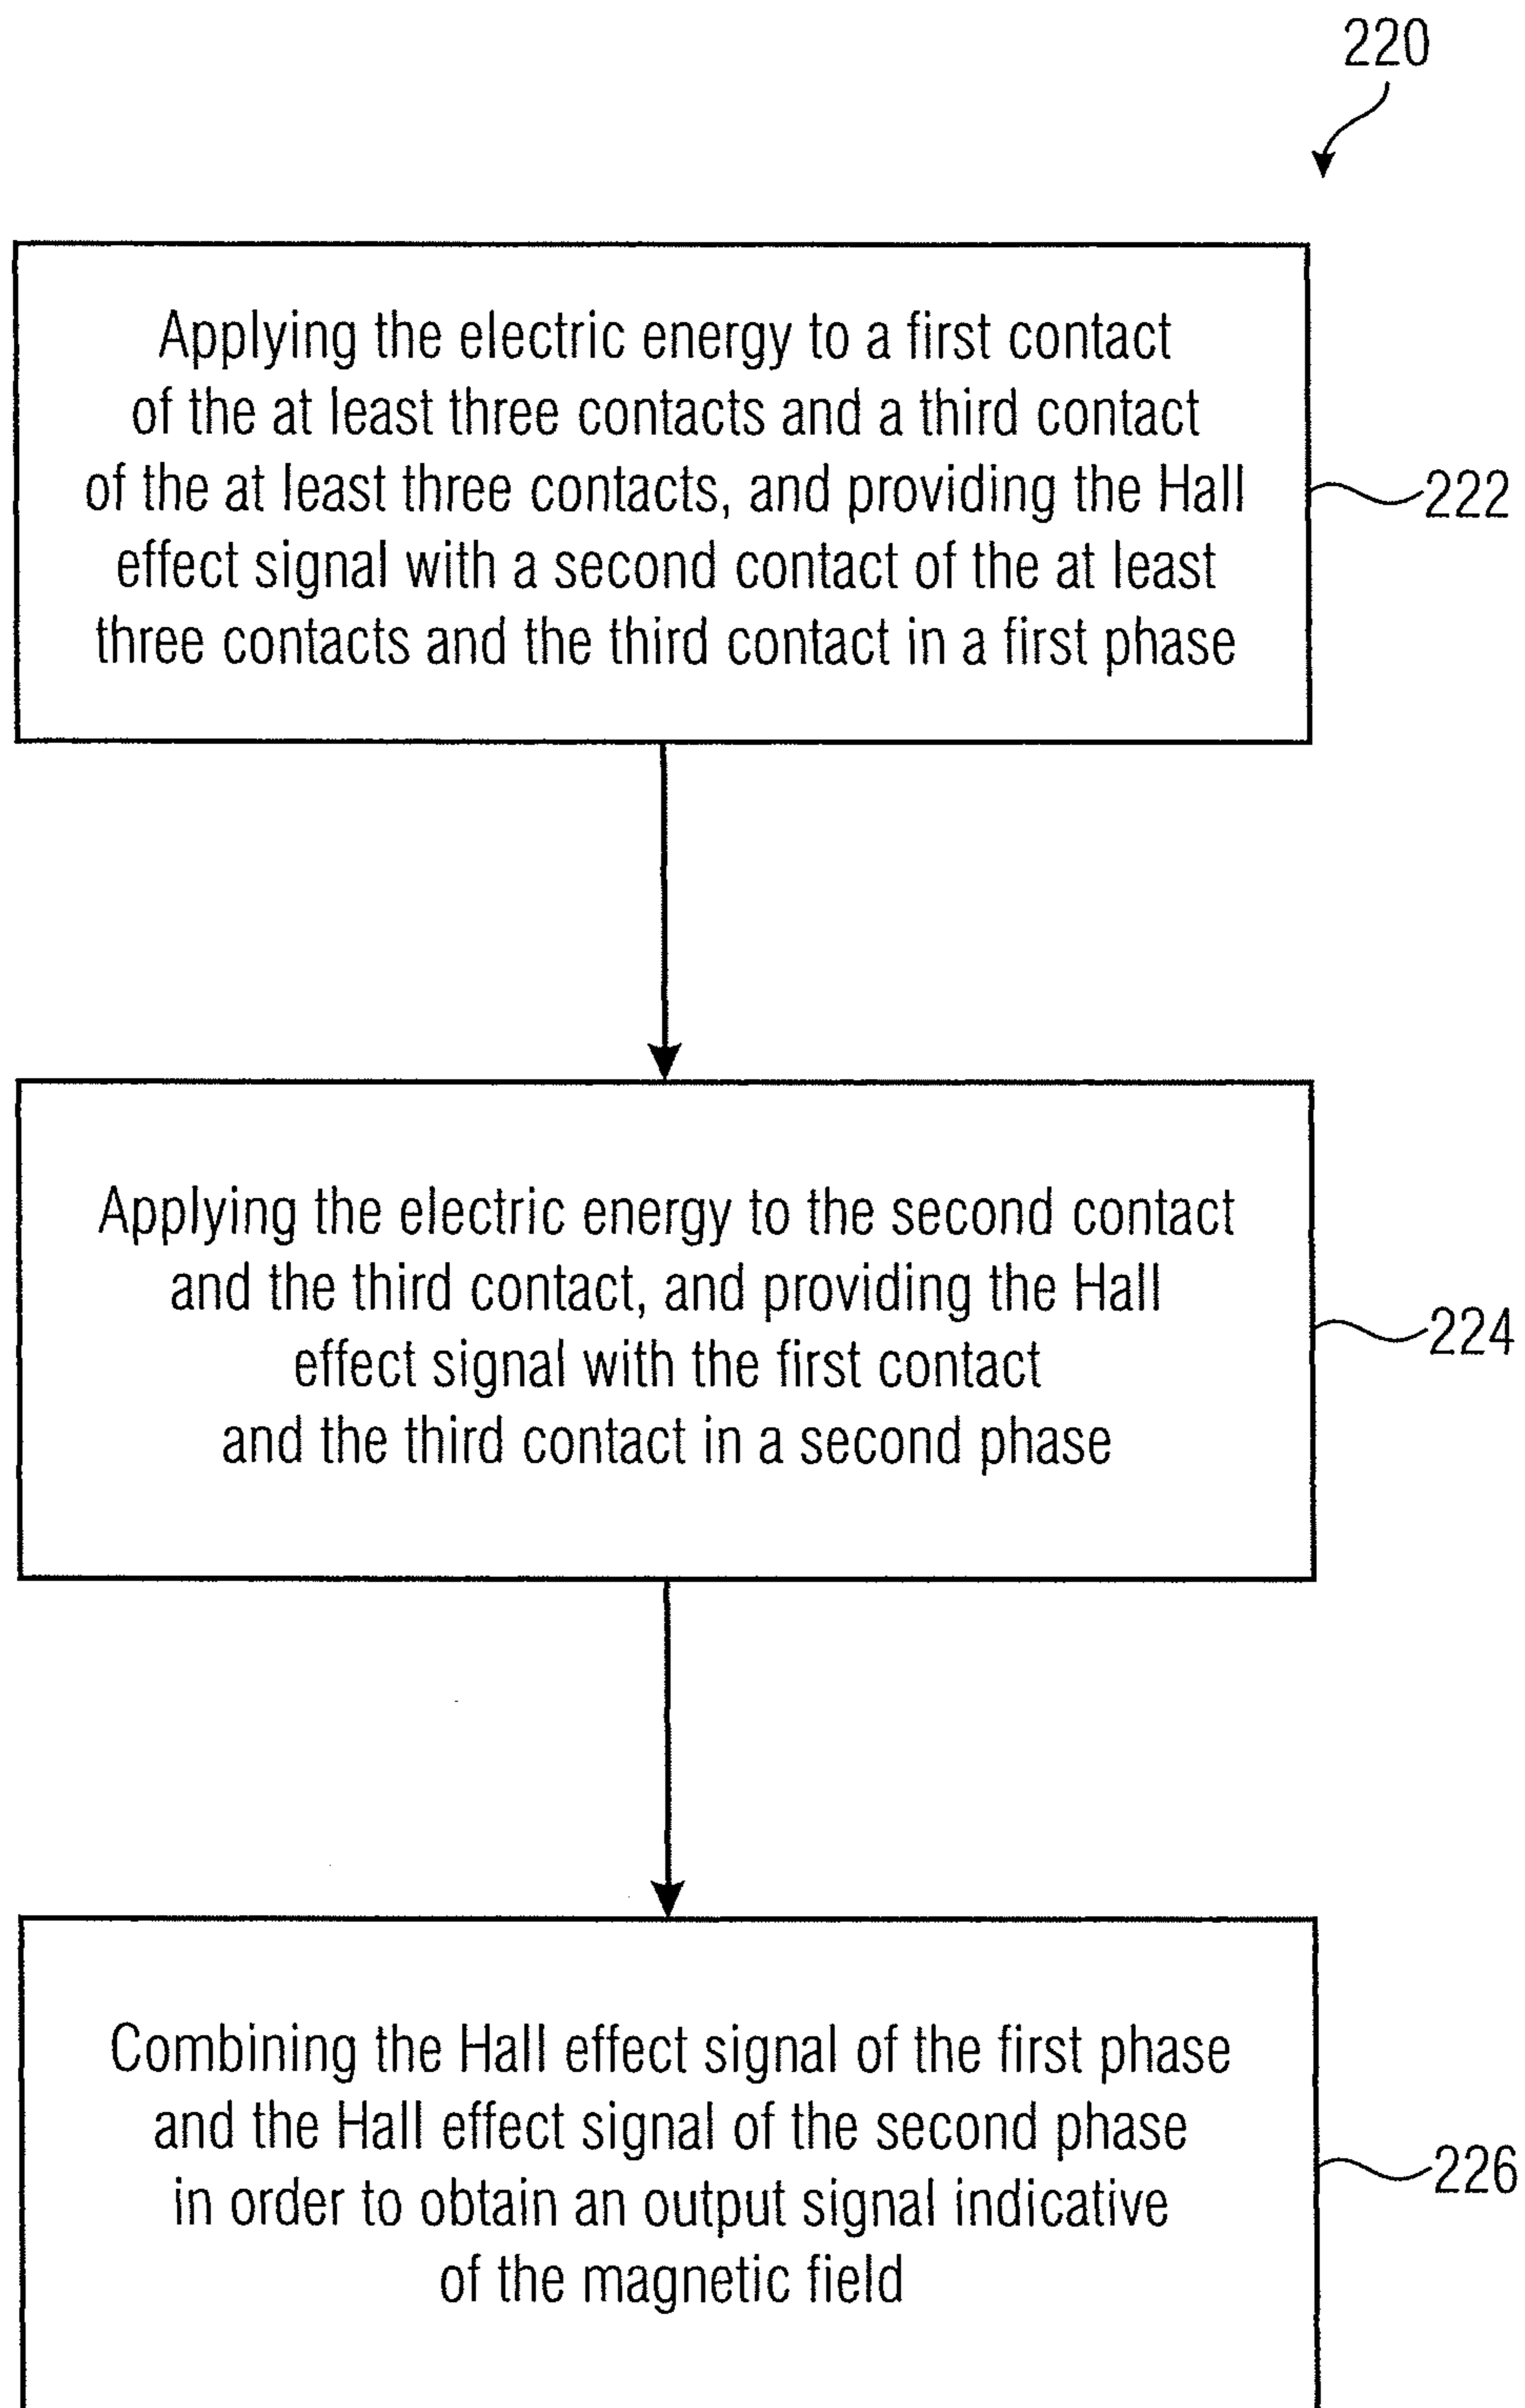 220
Applying the electric energy to a first contact
of the at least three contacts and a third contact
of the at least three contacts, and providing the Hall
effect signal with a second contact of the at least
three contacts and the third contact in a first phase
222
Applying the electric energy to the second contact
and the third contact, and providing the Hall
effect signal with the first contact
and the third contact in a second phase
224
Combining the Hall effect signal of the first phase
and the Hall effect signal of the second phase
in order to obtain an output signal indicative
of the magnetic field
226